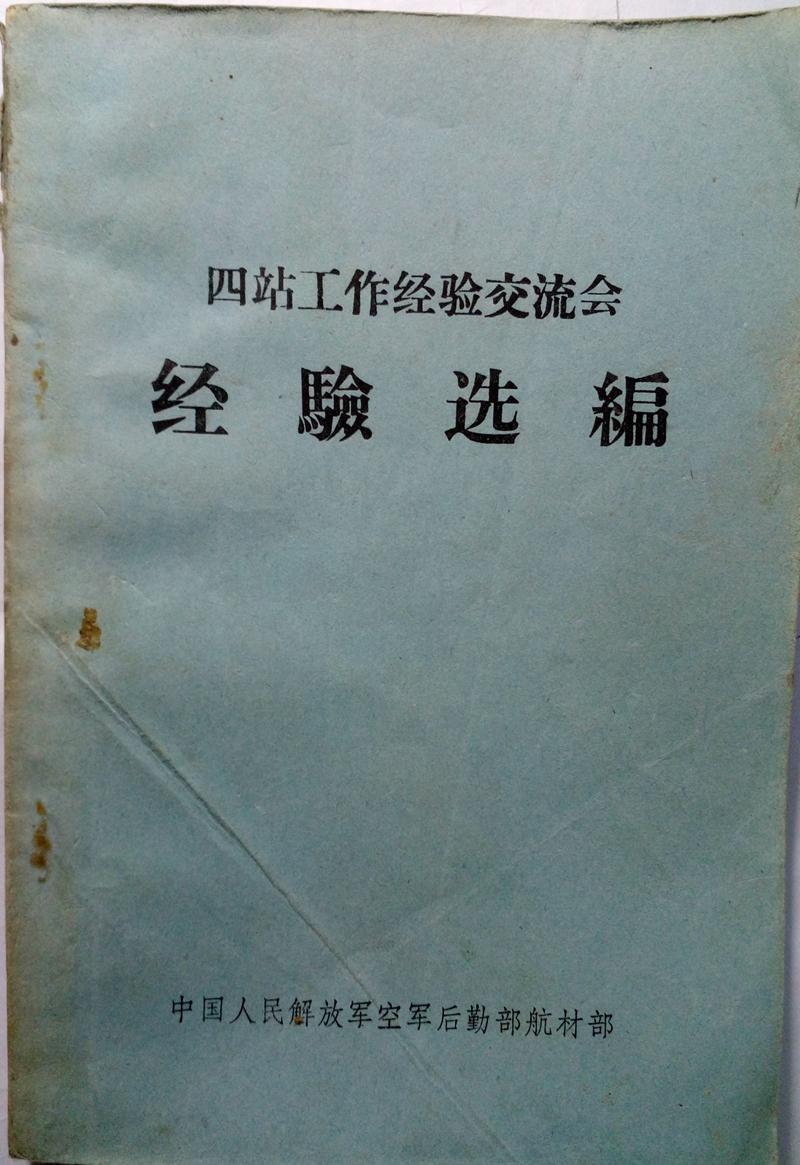 四站工作经验交流会
经驗选編
中国人民解放军空军后勤部航材部